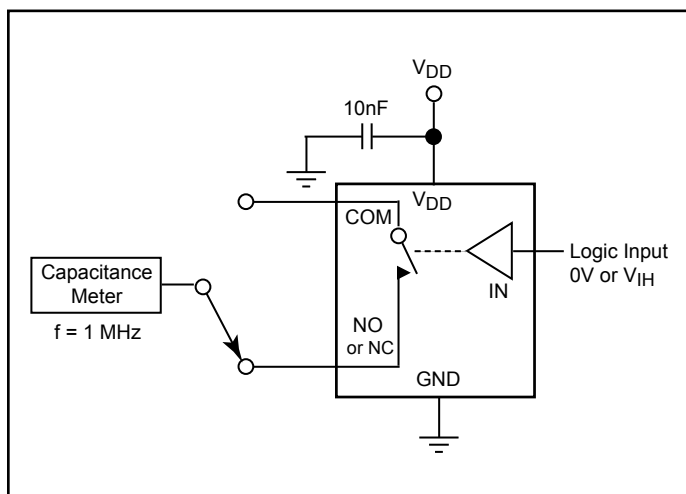 VDD
10nF
VDD
COM
Capacitance
Meter
f = 1 MHz
IN
Logic Input
0V or VIH
NO
or NC
GND